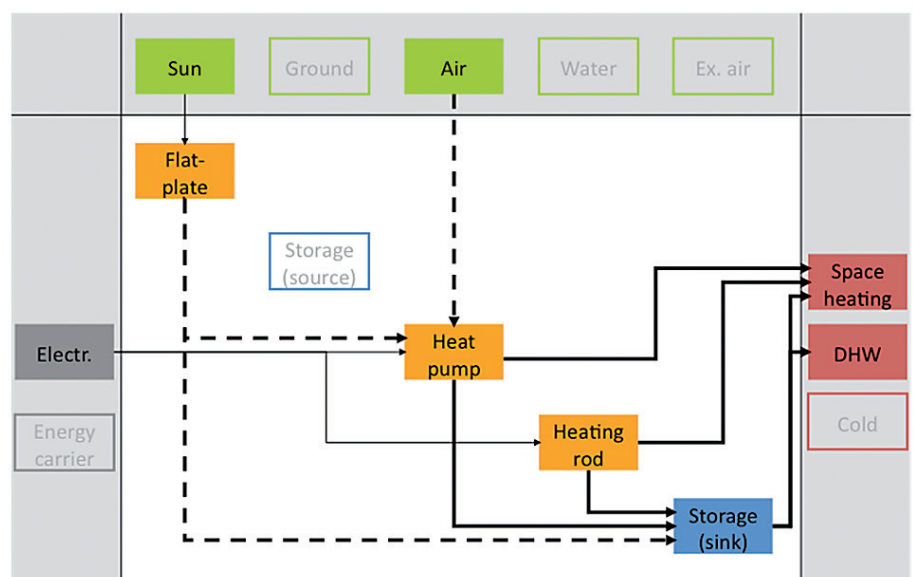 Sun
Ground
Air
Water
Ex. air
Flat-
plate
Storage
(source)
Space
heating
Electr.
Heat
pump
DHW
Energy
carrier
Heating
rod
Cold
Storage
(sink)